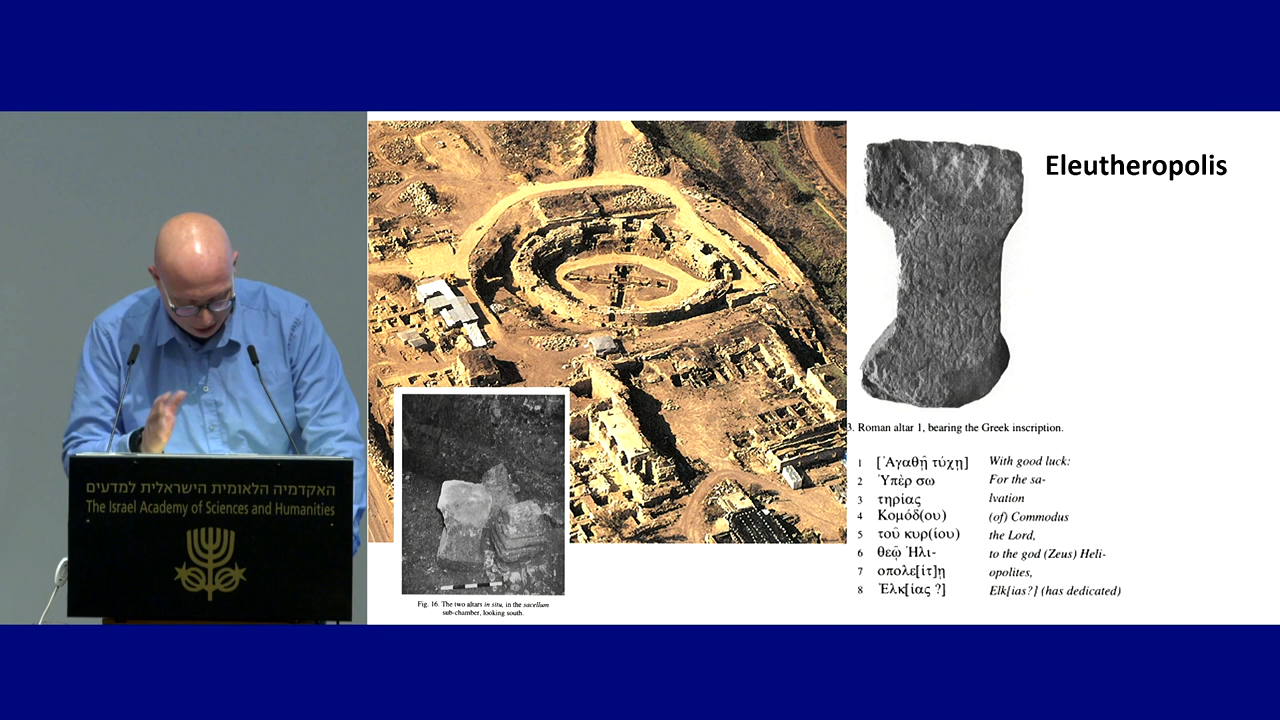 האקדמיה הלאומית הישראלית למדעים
The Israel Academy of Sciences and Humanities
Fig. 16. The two altars in situ, in the sacellum
sub-chamber, looking south.
Eleutheropolis
3. Roman altar 1, bearing the Greek inscription.
1 [Ἀγαθῇ τύχῃ] With good luck:
2 Ὑπὲρ σω For the sa-
3 τηρίας lvation
4 Κομόδ(ου) (of) Commodus
5 τοῦ κυρ(ίου) the Lord,
6 θεῷ Ἡλι- to the god (Zeus) Heli-
7 οπολε[ίτ]ῃ opolites,
8 Ἑλκ[ίας ?] Elk[ias?] (has dedicated)